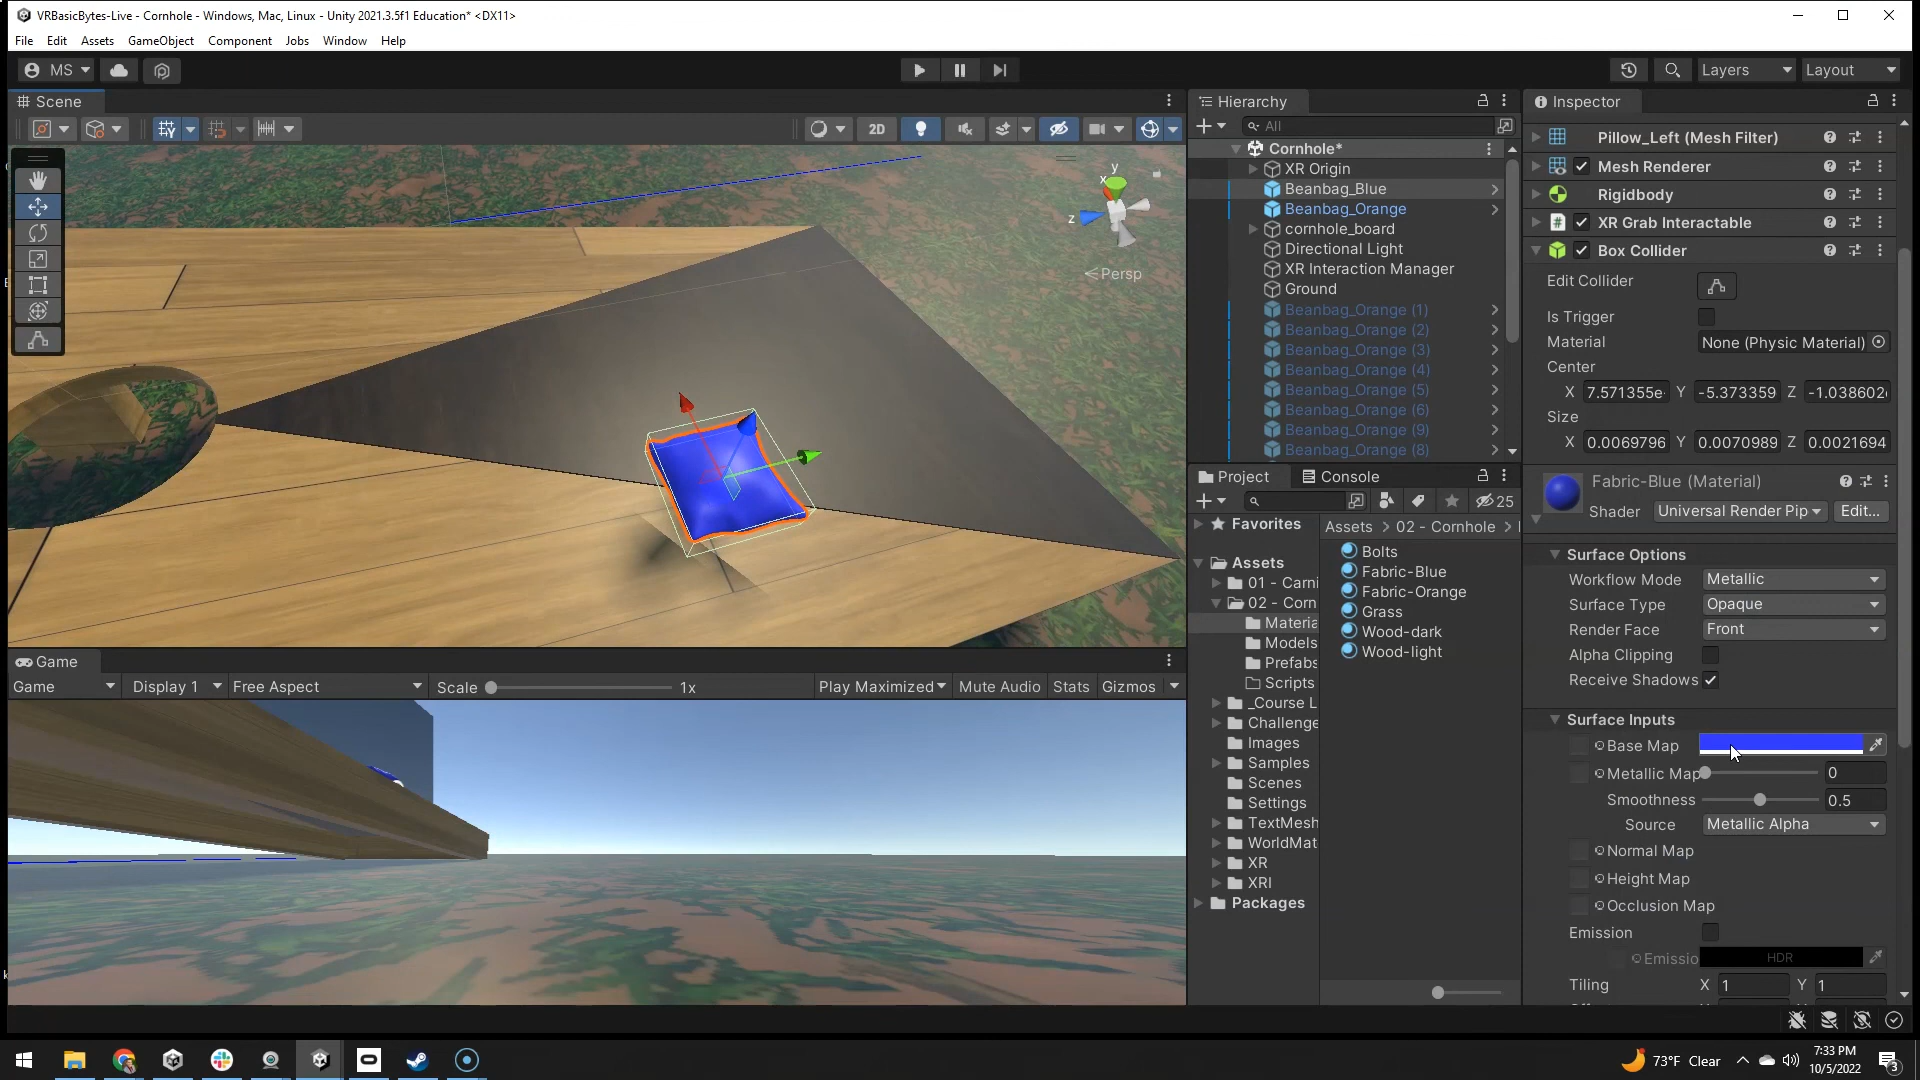 VRBasicBytes-Live - Cornhole - Windows, Mac, Linux - Unity 2021.3.5f1 Education* <DX11>
File Edit Assets GameObject Component Jobs Window Help
MS Layers Layout
Scene
2D
y
x
z
Persp
Game
Game Display 1 Free Aspect Scale 1x Play Maximized Mute Audio Stats Gizmos
Hierarchy
All
Cornhole*
XR Origin
Beanbag_Blue
Beanbag_Orange
cornhole_board
Directional Light
XR Interaction Manager
Ground
Beanbag_Orange (1)
Beanbag_Orange (2)
Beanbag_Orange (3)
Beanbag_Orange (4)
Beanbag_Orange (5)
Beanbag_Orange (6)
Beanbag_Orange (9)
Beanbag_Orange (8)
Project Console
25
Favorites
Assets
01 - Carni
02 - Corn
Materia
Models
Prefabs
Scripts
_Course L
Challenge
Images
Samples
Scenes
Settings
TextMesh
WorldMat
XR
XRI
Packages
Assets > 02 - Cornhole >
Bolts
Fabric-Blue
Fabric-Orange
Grass
Wood-dark
Wood-light
Inspector
Pillow_Left (Mesh Filter)
Mesh Renderer
Rigidbody
XR Grab Interactable
Box Collider
Edit Collider
Is Trigger
Material None (Physic Material)
Center
X 7.571355e Y -5.373359 Z -1.038602
Size
X 0.0069796 Y 0.0070989 Z 0.0021694
Fabric-Blue (Material)
Shader Universal Render Pip Edit...
Surface Options
Workflow Mode Metallic
Surface Type Opaque
Render Face Front
Alpha Clipping
Receive Shadows
Surface Inputs
Base Map
Metallic Map 0
Smoothness 0.5
Source Metallic Alpha
Normal Map
Height Map
Occlusion Map
Emission
Emissio HDR
Tiling X 1 Y 1
73°F Clear
7:33 PM
10/5/2022
3